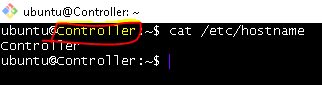 ubuntu@Controller: ~
ubuntu@Controller:~$ cat /etc/hostname
Controller
ubuntu@Controller:~$